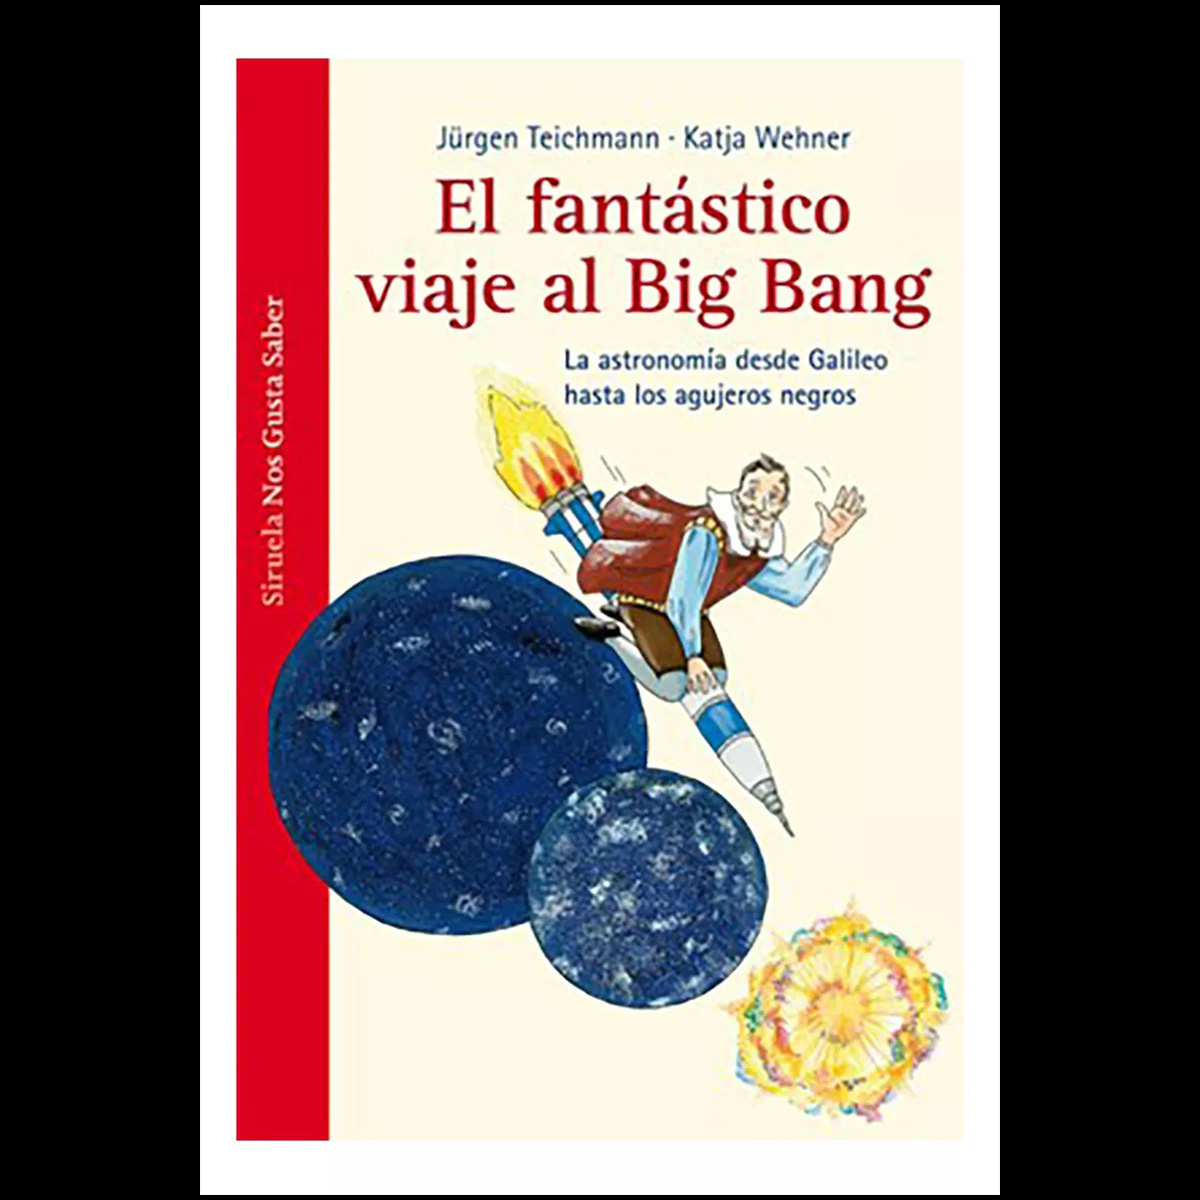 Jürgen Teichmann · Katja Wehner
El fantástico
viaje al Big Bang
La astronomía desde Galileo
hasta los agujeros negros
Siruela Nos Gusta Saber